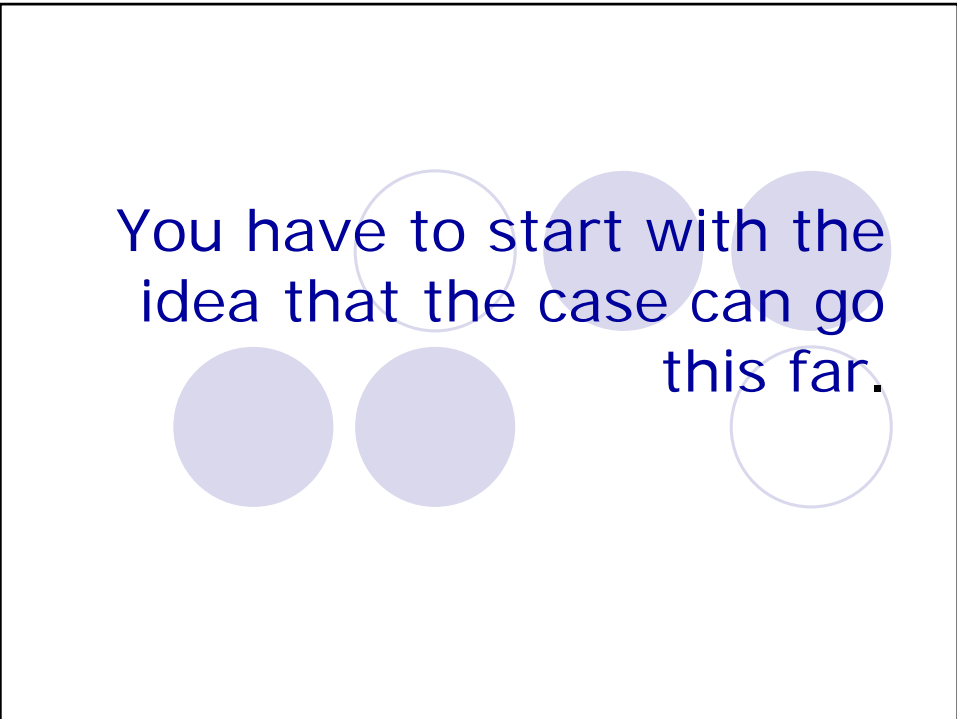 You have to start with the
idea that the case can go
this far.